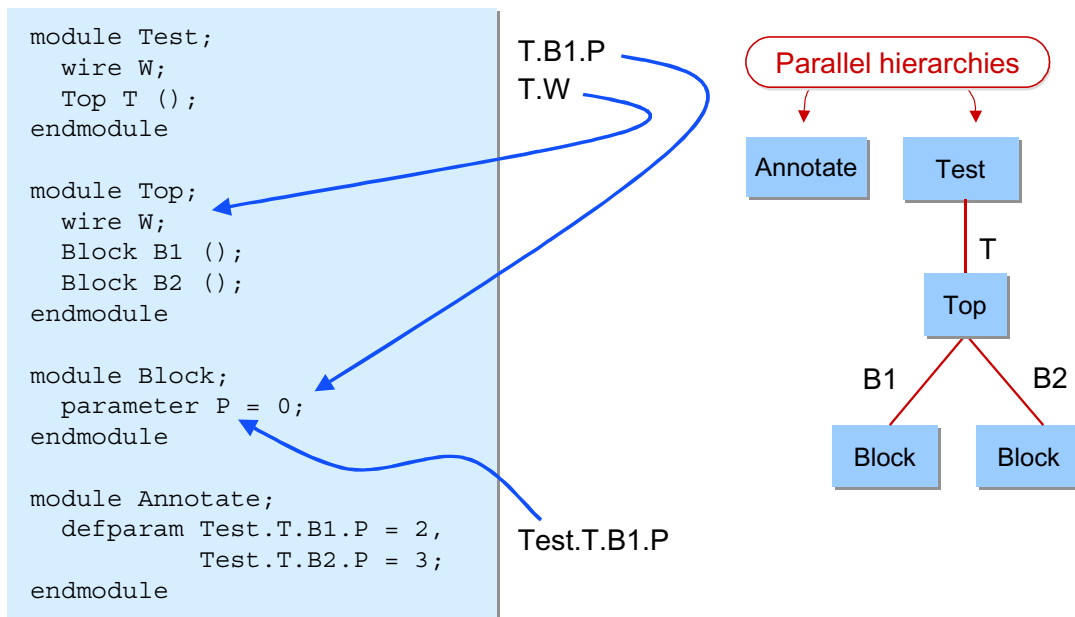 module Test;
  wire W;
  Top T ();
endmodule

module Top;
  wire W;
  Block B1 ();
  Block B2 ();
endmodule

module Block;
  parameter P = 0;
endmodule

module Annotate;
  defparam Test.T.B1.P = 2,
           Test.T.B2.P = 3;
endmodule
T.B1.P
T.W
Test.T.B1.P
Parallel hierarchies
Annotate
Test
T
Top
B1
B2
Block
Block